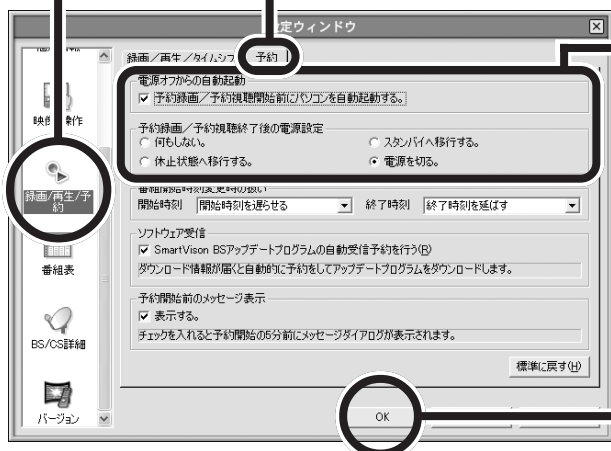 定ウィンドウ
録画/再生/タイムシフ
予約
映像 操作
録画/再生/予
約
番組表
BS/CS詳細
バージョン
電源オフからの自動起動
予約録画/予約視聴開始前にパソコンを自動起動する。
予約録画/予約視聴終了後の電源設定
何もしない。
スタンバイへ移行する。
休止状態へ移行する。
電源を切る。
番組開始時刻変更時の扱い
開始時刻 開始時刻を遅らせる 終了時刻 終了時刻を延ばす
ソフトウェア受信
SmartVison BSアップデートプログラムの自動受信予約を行う(R)
ダウンロード情報が届くと自動的に予約をしてアップデートプログラムをダウンロードします。
予約開始前のメッセージ表示
表示する。
チェックを入れると予約開始の5分前にメッセージダイアログが表示されます。
標準に戻す(H)
OK